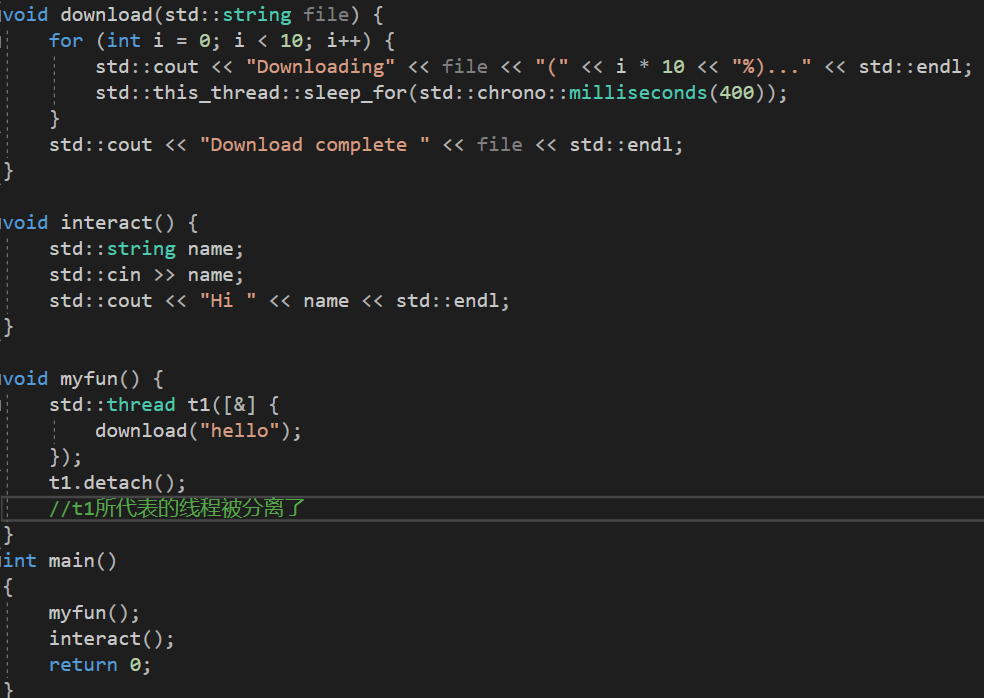 void download(std::string file) {
    for (int i = 0; i < 10; i++) {
        std::cout << "Downloading" << file << "(" << i * 10 << "%)..." << std::endl;
        std::this_thread::sleep_for(std::chrono::milliseconds(400));
    }
    std::cout << "Download complete " << file << std::endl;
}

void interact() {
    std::string name;
    std::cin >> name;
    std::cout << "Hi " << name << std::endl;
}

void myfun() {
    std::thread t1([&] {
        download("hello");
    });
    t1.detach();
    //t1所代表的线程被分离了
}
int main()
{
    myfun();
    interact();
    return 0;
}